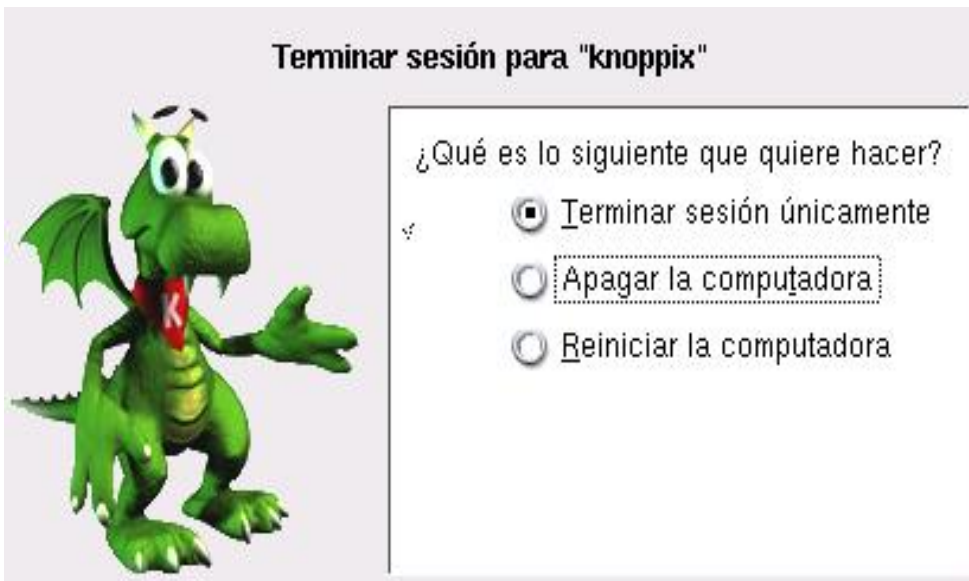 Terminar sesión para "knoppix"
¿Qué es lo siguiente que quiere hacer?
Terminar sesión únicamente
Apagar la computadora
Reiniciar la computadora
K